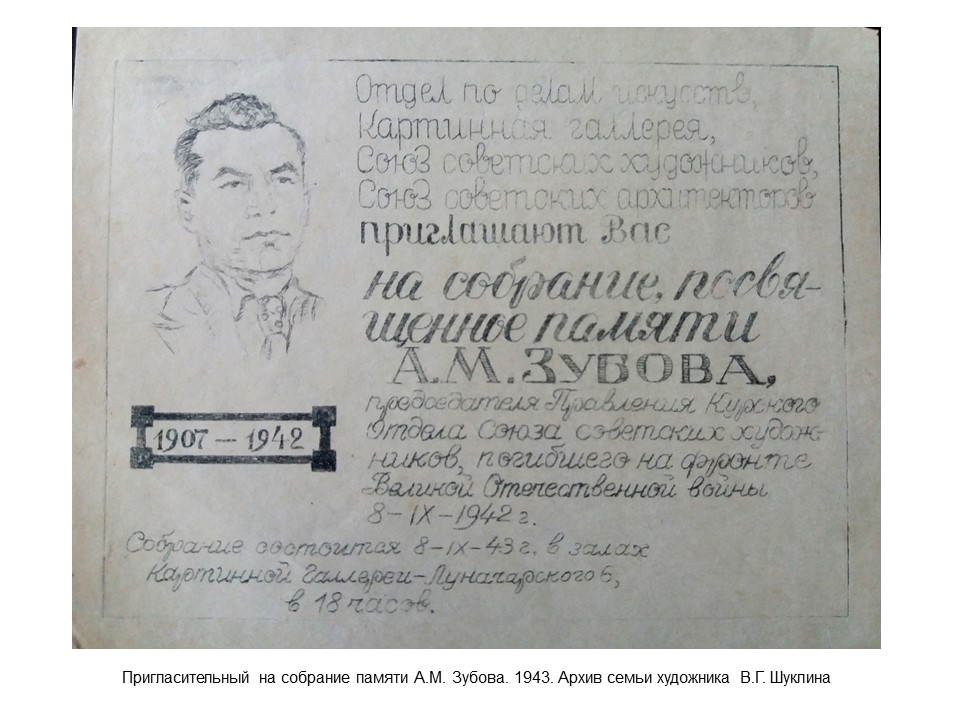 Отдел по делам искусств,
Картинная галлерея,
Союз советских художников,
Союз советских архитекторов
приглашают Вас
на собрание, посвя-
щенное памяти
А.М. ЗУБОВА,
председателя Правления Курского
Отдела Союза советских худож-
ников, погибшего на фронте
Великой Отечественной войны
8-IX-1942 г.
1907 — 1942
Собрание состоится 8-IX-43 г. в залах
Картинной Галлереи-Луначарского 6,
в 18 часов.
Пригласительный на собрание памяти А.М. Зубова. 1943. Архив семьи художника В.Г. Шуклина